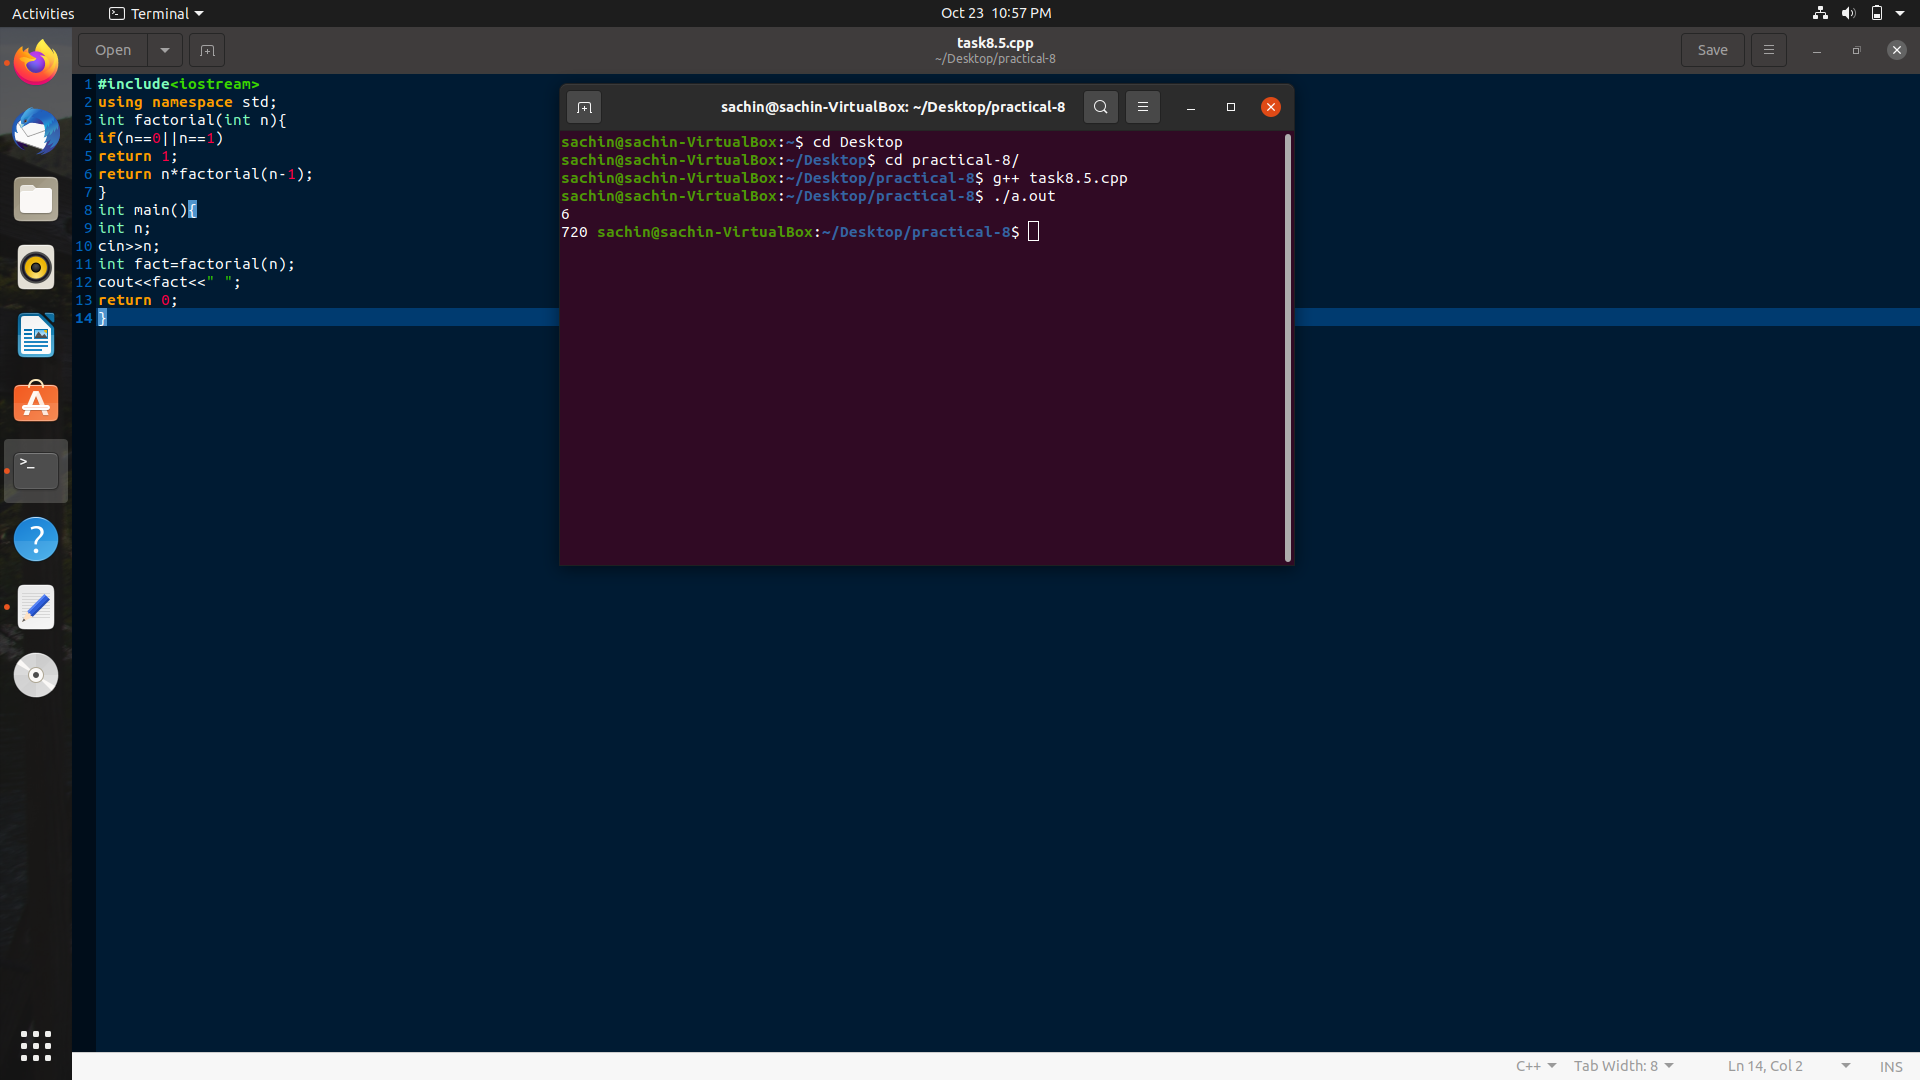 Activities
Terminal
Oct 23 10:57 PM
Open
task8.5.cpp
~/Desktop/practical-8
Save
1 #include<iostream>
2 using namespace std;
3 int factorial(int n){
4 if(n==0||n==1)
5 return 1;
6 return n*factorial(n-1);
7 }
8 int main(){
9 int n;
10 cin>>n;
11 int fact=factorial(n);
12 cout<<fact<<" ";
13 return 0;
14 }
sachin@sachin-VirtualBox: ~/Desktop/practical-8
sachin@sachin-VirtualBox:~$ cd Desktop
sachin@sachin-VirtualBox:~/Desktop$ cd practical-8/
sachin@sachin-VirtualBox:~/Desktop/practical-8$ g++ task8.5.cpp
sachin@sachin-VirtualBox:~/Desktop/practical-8$ ./a.out
6
720 sachin@sachin-VirtualBox:~/Desktop/practical-8$
C++
Tab Width: 8
Ln 14, Col 2
INS